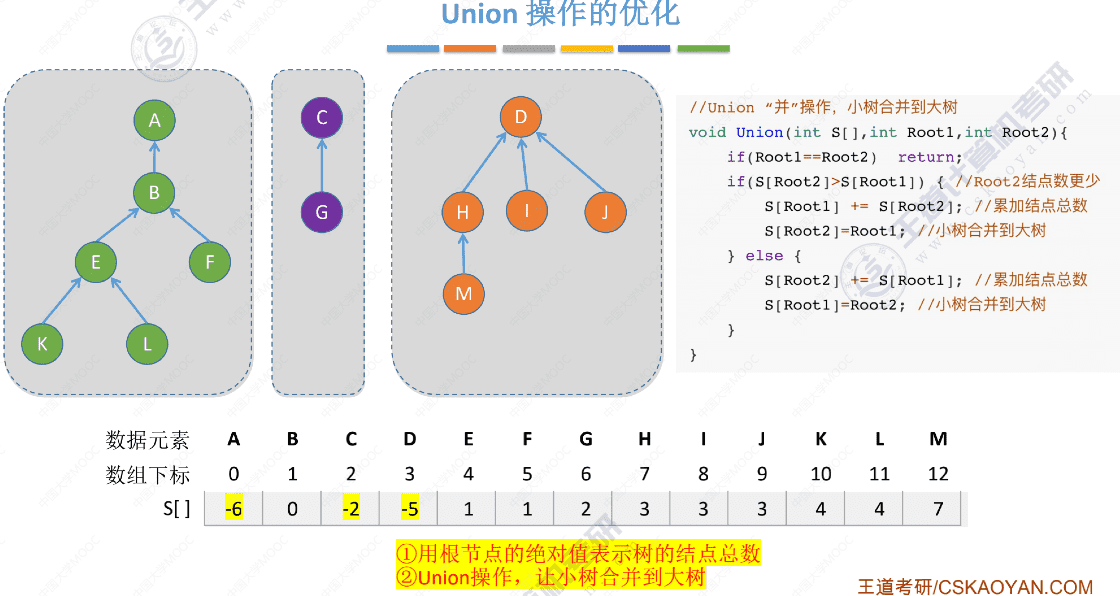 Union 操作的优化
A
B
E
F
K
L
C
G
D
H
I
J
M
//Union “并”操作，小树合并到大树
void Union(int S[],int Root1,int Root2){
if(Root1==Root2) return;
if(S[Root2]>S[Root1]) { //Root2结点数更少
S[Root1] += S[Root2]; //累加结点总数
S[Root2]=Root1; //小树合并到大树
} else {
S[Root2] += S[Root1]; //累加结点总数
S[Root1]=Root2; //小树合并到大树
}
}
数据元素 A B C D E F G H I J K L M
数组下标 0 1 2 3 4 5 6 7 8 9 10 11 12
S[ ] -6 0 -2 -5 1 1 2 3 3 3 4 4 7
①用根节点的绝对值表示树的结点总数
②Union操作，让小树合并到大树
王道考研/CSKAOYAN.COM